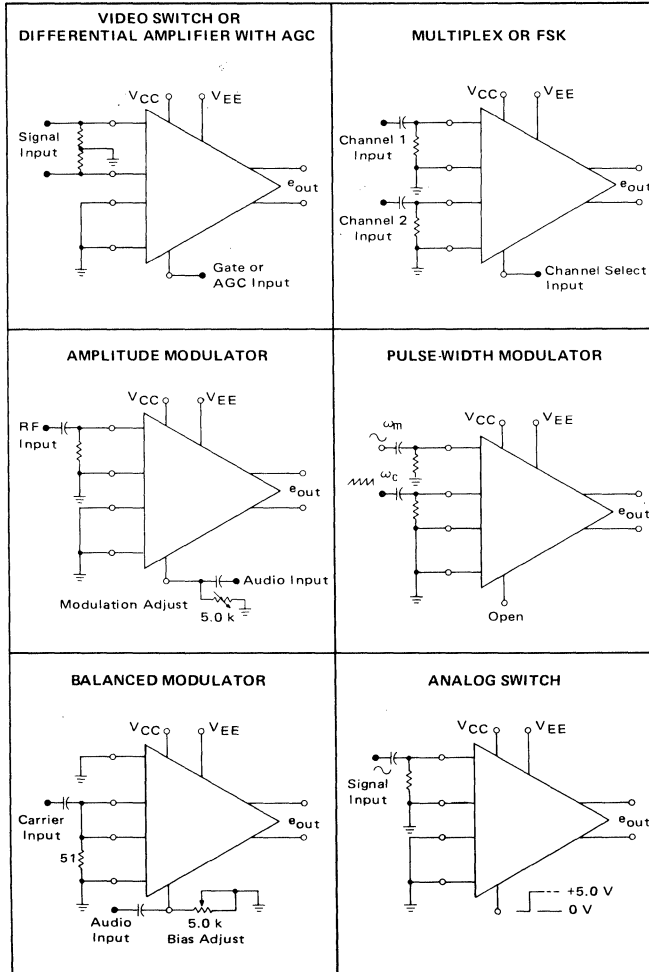 VIDEO SWITCH OR
DIFFERENTIAL AMPLIFIER WITH AGC
VCC
VEE
Signal
Input
eout
Gate or
AGC Input
MULTIPLEX OR FSK
VCC
VEE
Channel 1
Input
Channel 2
Input
eout
Channel Select
Input
AMPLITUDE MODULATOR
VCC
VEE
RF
Input
eout
Audio Input
Modulation Adjust
5.0 k
PULSE-WIDTH MODULATOR
VCC
VEE
ωm
ωc
eout
Open
BALANCED MODULATOR
VCC
VEE
Carrier
Input
51
eout
Audio
Input
5.0 k
Bias Adjust
ANALOG SWITCH
VCC
VEE
Signal
Input
eout
+5.0 V
0 V